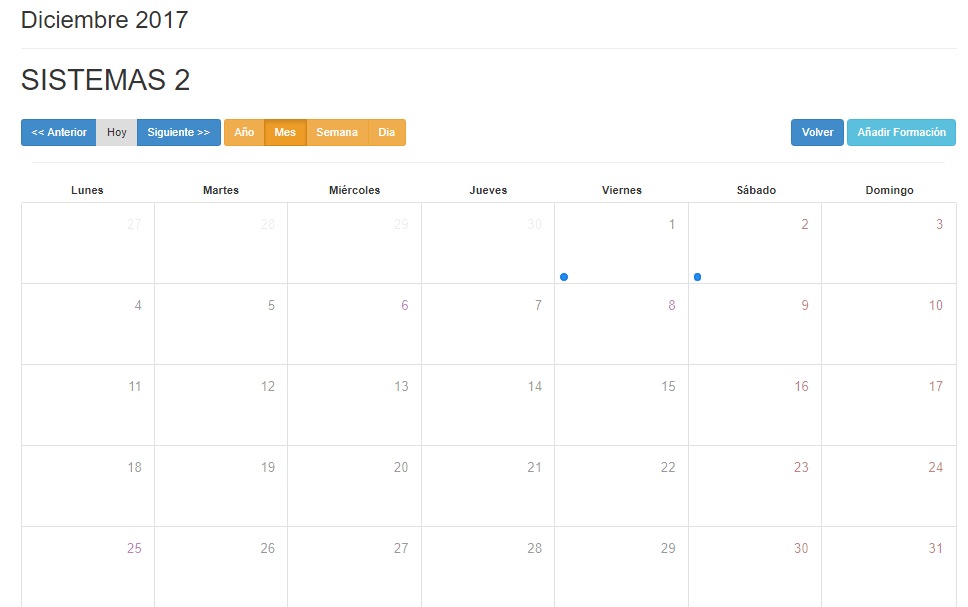 Diciembre 2017
SISTEMAS 2
<< Anterior Hoy Siguiente >> Año Mes Semana Dia Volver Añadir Formación
Lunes Martes Miércoles Jueves Viernes Sábado Domingo
27 28 29 30 1 2 3
4 5 6 7 8 9 10
11 12 13 14 15 16 17
18 19 20 21 22 23 24
25 26 27 28 29 30 31